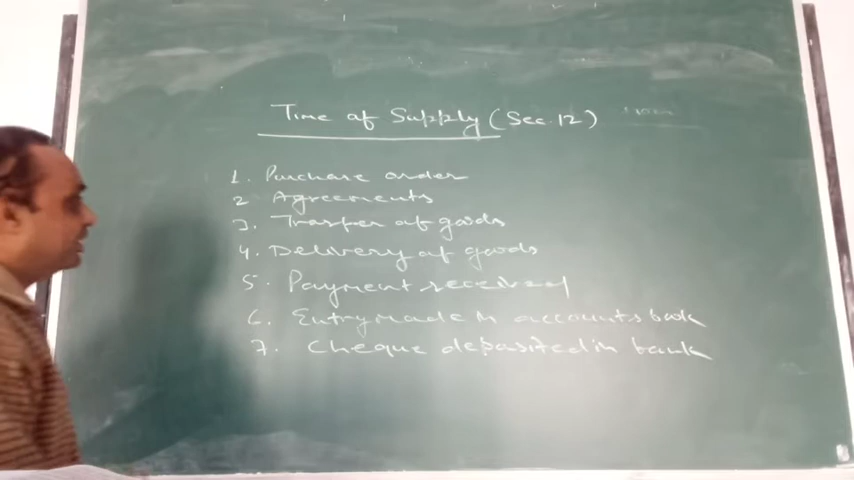 Time of Supply (Sec. 12)
1. Purchase order
2 Agreements
3. Trasfer of goods
4. Delivery of goods
5. Payment received
6. Entry made in accounts book
7. Cheque deposited in bank